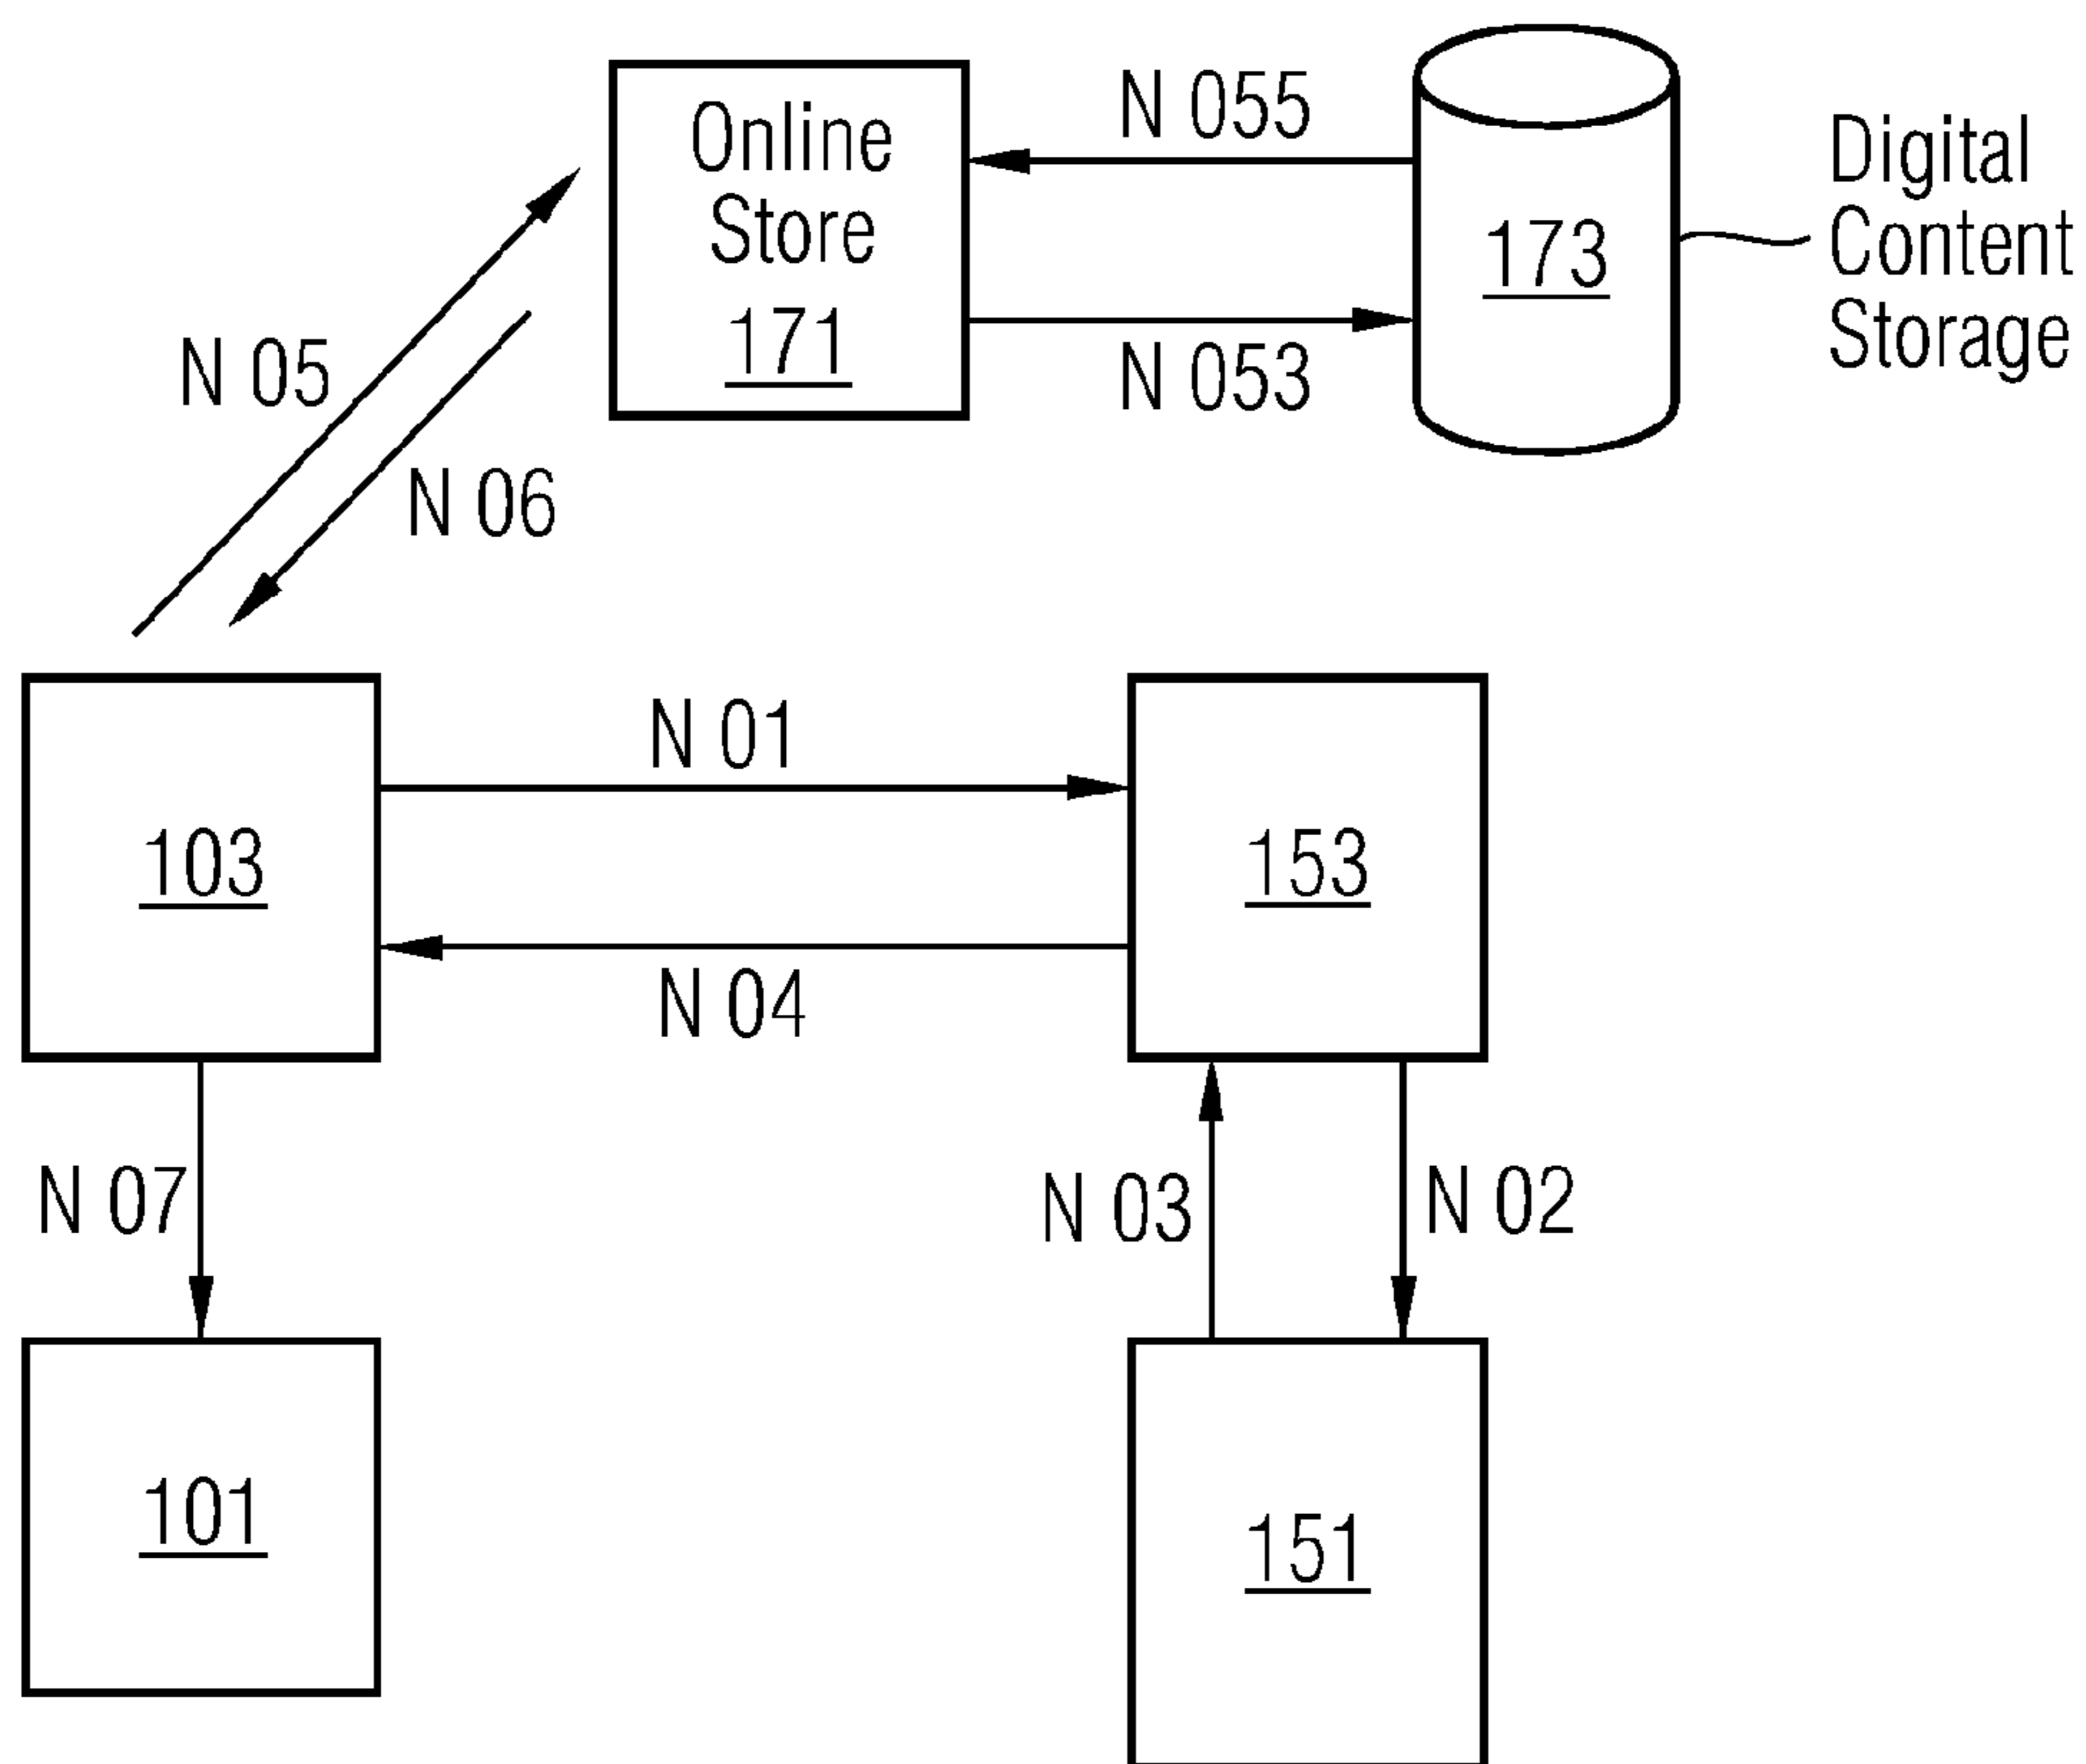 Online
Store
171
N 055
N 053
173
Digital
Content
Storage
N 05
N 06
103
N 01
N 04
153
N 07
N 03
N 02
101
151